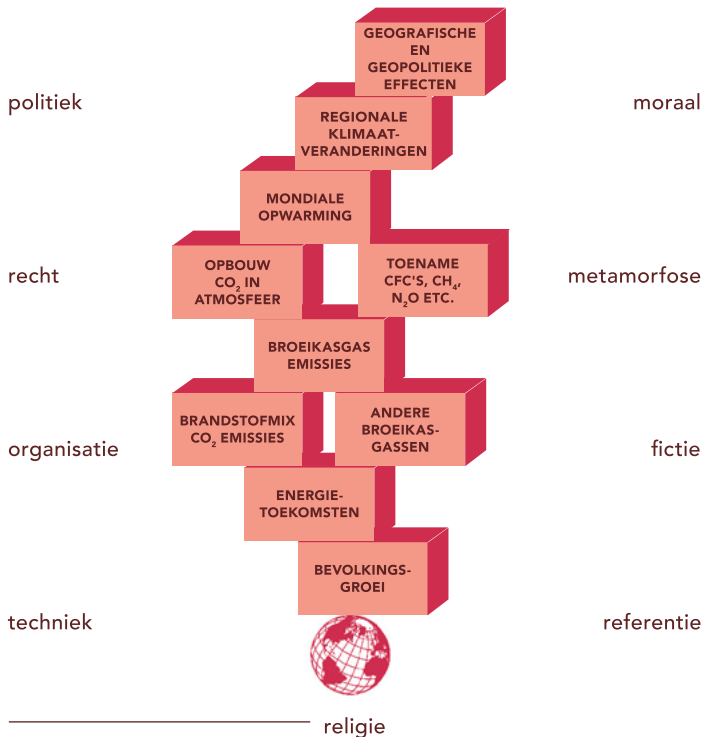 GEOGRAFISCHE
EN
GEOPOLITIEKE
EFFECTEN
politiek
moraal
REGIONALE
KLIMAAT-
VERANDERINGEN
MONDIALE
OPWARMING
recht
OPBOUW
CO₂ IN
ATMOSFEER
TOENAME
CFC'S, CH₄,
N₂O ETC.
metamorfose
BROEIKASGAS
EMISSIES
organisatie
BRANDSTOFMIX
CO₂ EMISSIES
ANDERE
BROEIKAS-
GASSEN
fictie
ENERGIE-
TOEKOMSTEN
BEVOLKINGS-
GROEI
techniek
referentie
religie